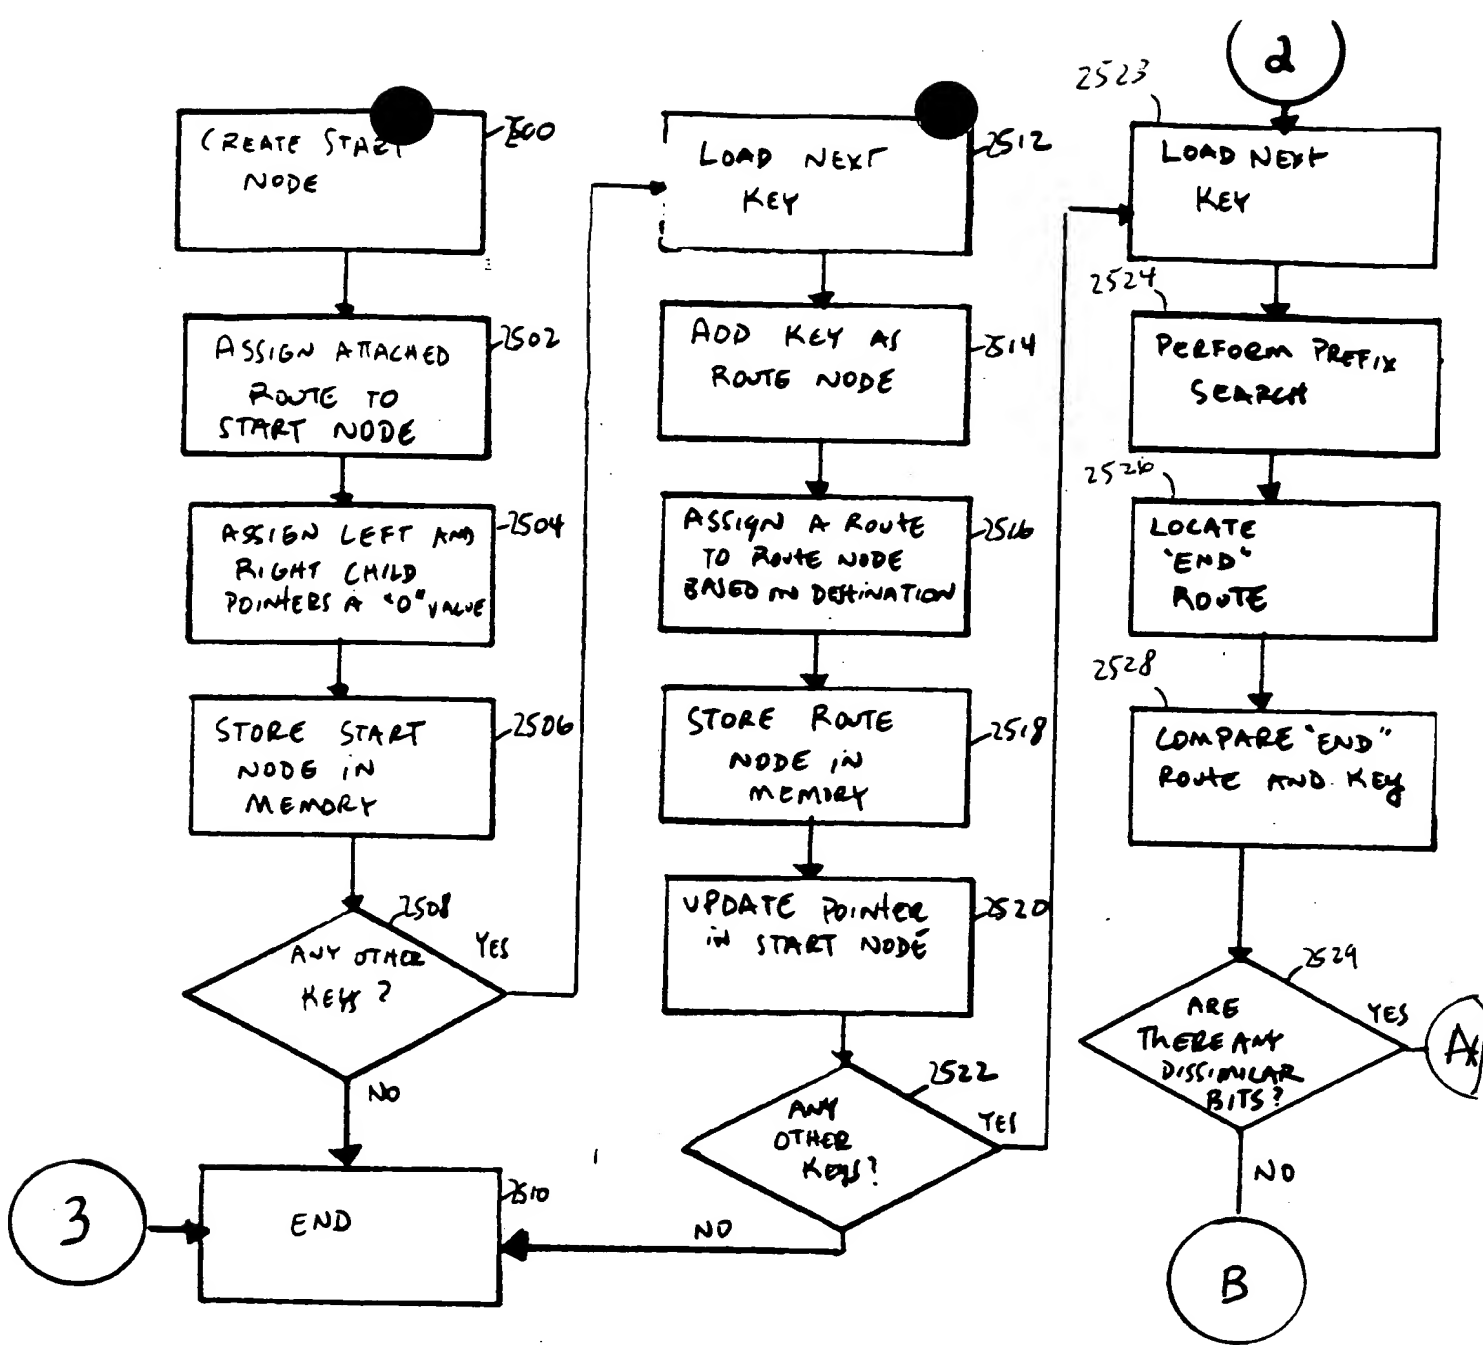 CREATE START
NODE
2500
ASSIGN ATTACHED
ROUTE TO
START NODE
2502
ASSIGN LEFT AND
RIGHT CHILD
POINTERS A "0" VALUE
2504
STORE START
NODE IN
MEMORY
2506
ANY OTHER
KEYS?
2508
YES
NO
3
END
2510
LOAD NEXT
KEY
2512
ADD KEY AS
ROUTE NODE
2514
ASSIGN A ROUTE
TO ROUTE NODE
BASED ON DESTINATION
2516
STORE ROUTE
NODE IN
MEMORY
2518
UPDATE POINTER
IN START NODE
2520
ANY
OTHER
KEYS?
2522
YES
NO
2
2523
LOAD NEXT
KEY
2524
PERFORM PREFIX
SEARCH
2526
LOCATE
"END"
ROUTE
2528
COMPARE "END"
ROUTE AND KEY
2529
ARE
THERE ANY
DISSIMILAR
BITS?
YES
A
NO
B